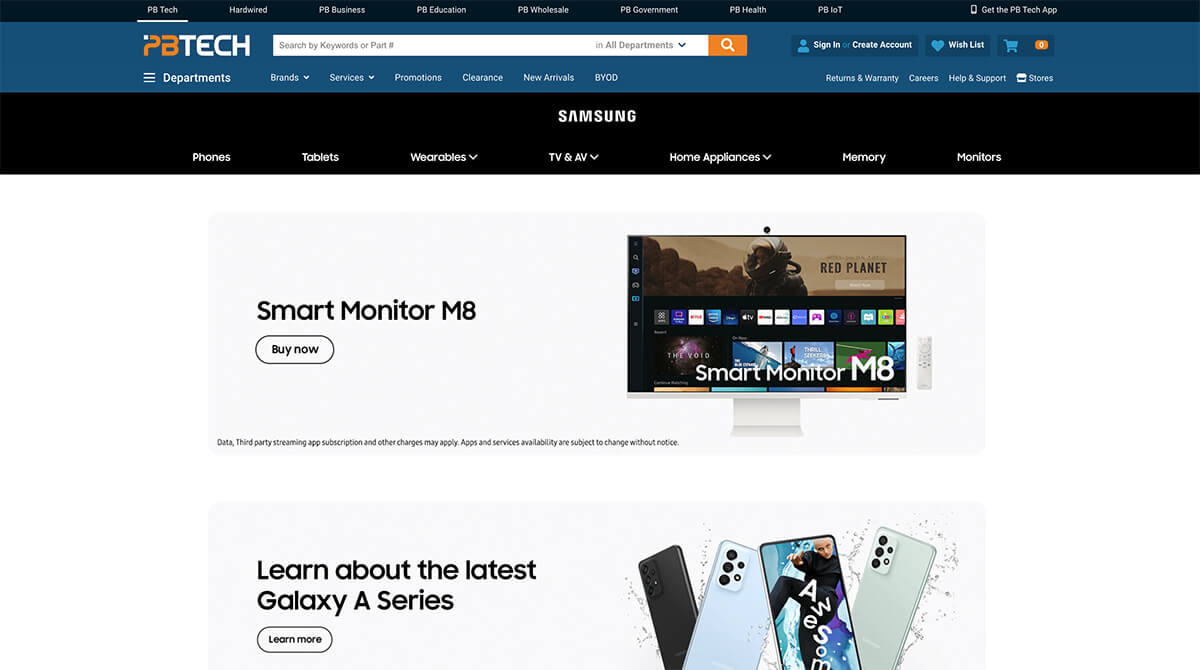 PB Tech Hardwired PB Business PB Education PB Wholesale PB Government PB Health PB IoT Get the PB Tech App
PBTECH Search by Keywords or Part # in All Departments Sign In or Create Account Wish List 0
Departments Brands Services Promotions Clearance New Arrivals BYOD Returns & Warranty Careers Help & Support Stores
SAMSUNG
Phones Tablets Wearables TV & AV Home Appliances Memory Monitors
RED PLANET
Smart Monitor M8
Buy now
THE VOID
THRILL SEEKERS
Smart Monitor M8
Continue Watching
Data, Third party streaming app subscription and other charges may apply. Apps and services availability are subject to change without notice.
Learn about the latest
Galaxy A Series
Learn more
AweSom